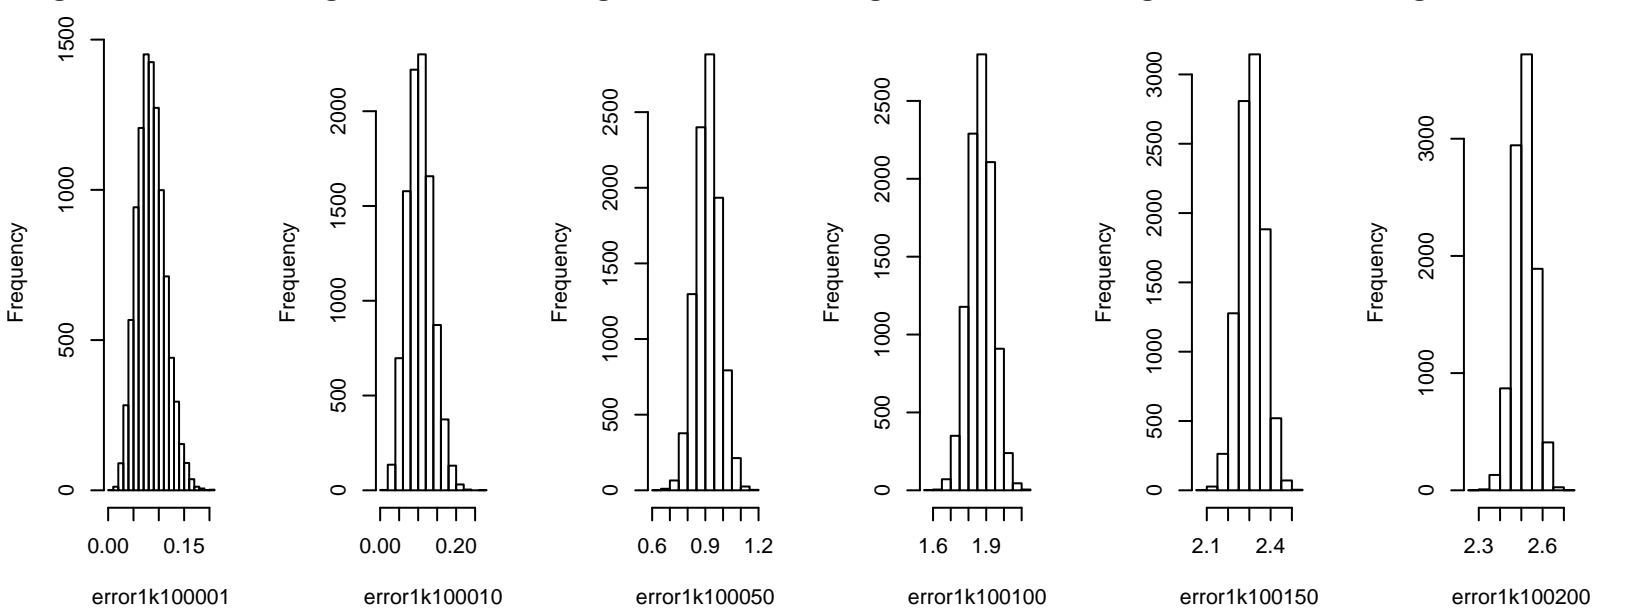 Frequency
0 500 1000 1500
0.00 0.15
error1k100001
Frequency
0 500 1000 1500 2000
0.00 0.20
error1k100010
Frequency
0 500 1000 1500 2000 2500
0.6 0.9 1.2
error1k100050
Frequency
0 500 1000 1500 2000 2500
1.6 1.9
error1k100100
Frequency
0 500 1000 1500 2000 2500 3000
2.1 2.4
error1k100150
Frequency
0 1000 2000 3000
2.3 2.6
error1k100200